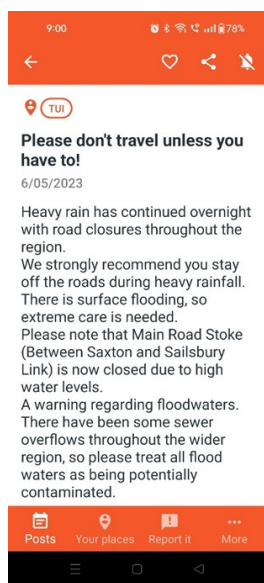 9:00
78%
TUI
Please don't travel unless you
have to!
6/05/2023
Heavy rain has continued overnight
with road closures throughout the
region.
We strongly recommend you stay
off the roads during heavy rainfall.
There is surface flooding, so
extreme care is needed.
Please note that Main Road Stoke
(Between Saxton and Sailsbury
Link) is now closed due to high
water levels.
A warning regarding floodwaters.
There have been some sewer
overflows throughout the wider
region, so please treat all flood
waters as being potentially
contaminated.
Posts Your places Report it More